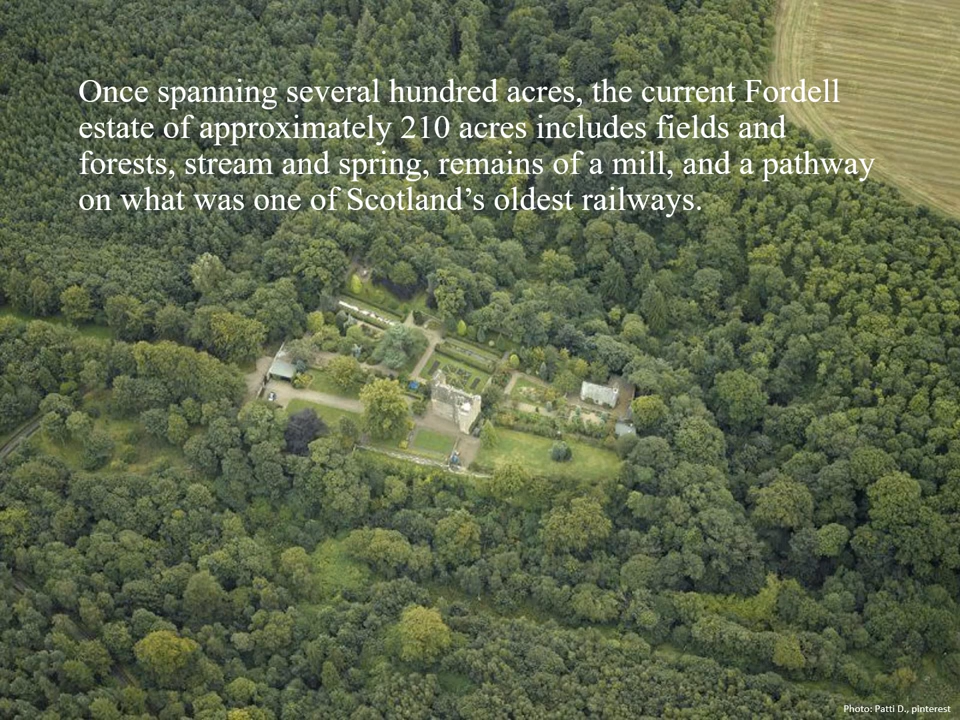 Once spanning several hundred acres, the current Fordell
estate of approximately 210 acres includes fields and
forests, stream and spring, remains of a mill, and a pathway
on what was one of Scotland’s oldest railways.
Photo: Patti D., pinterest